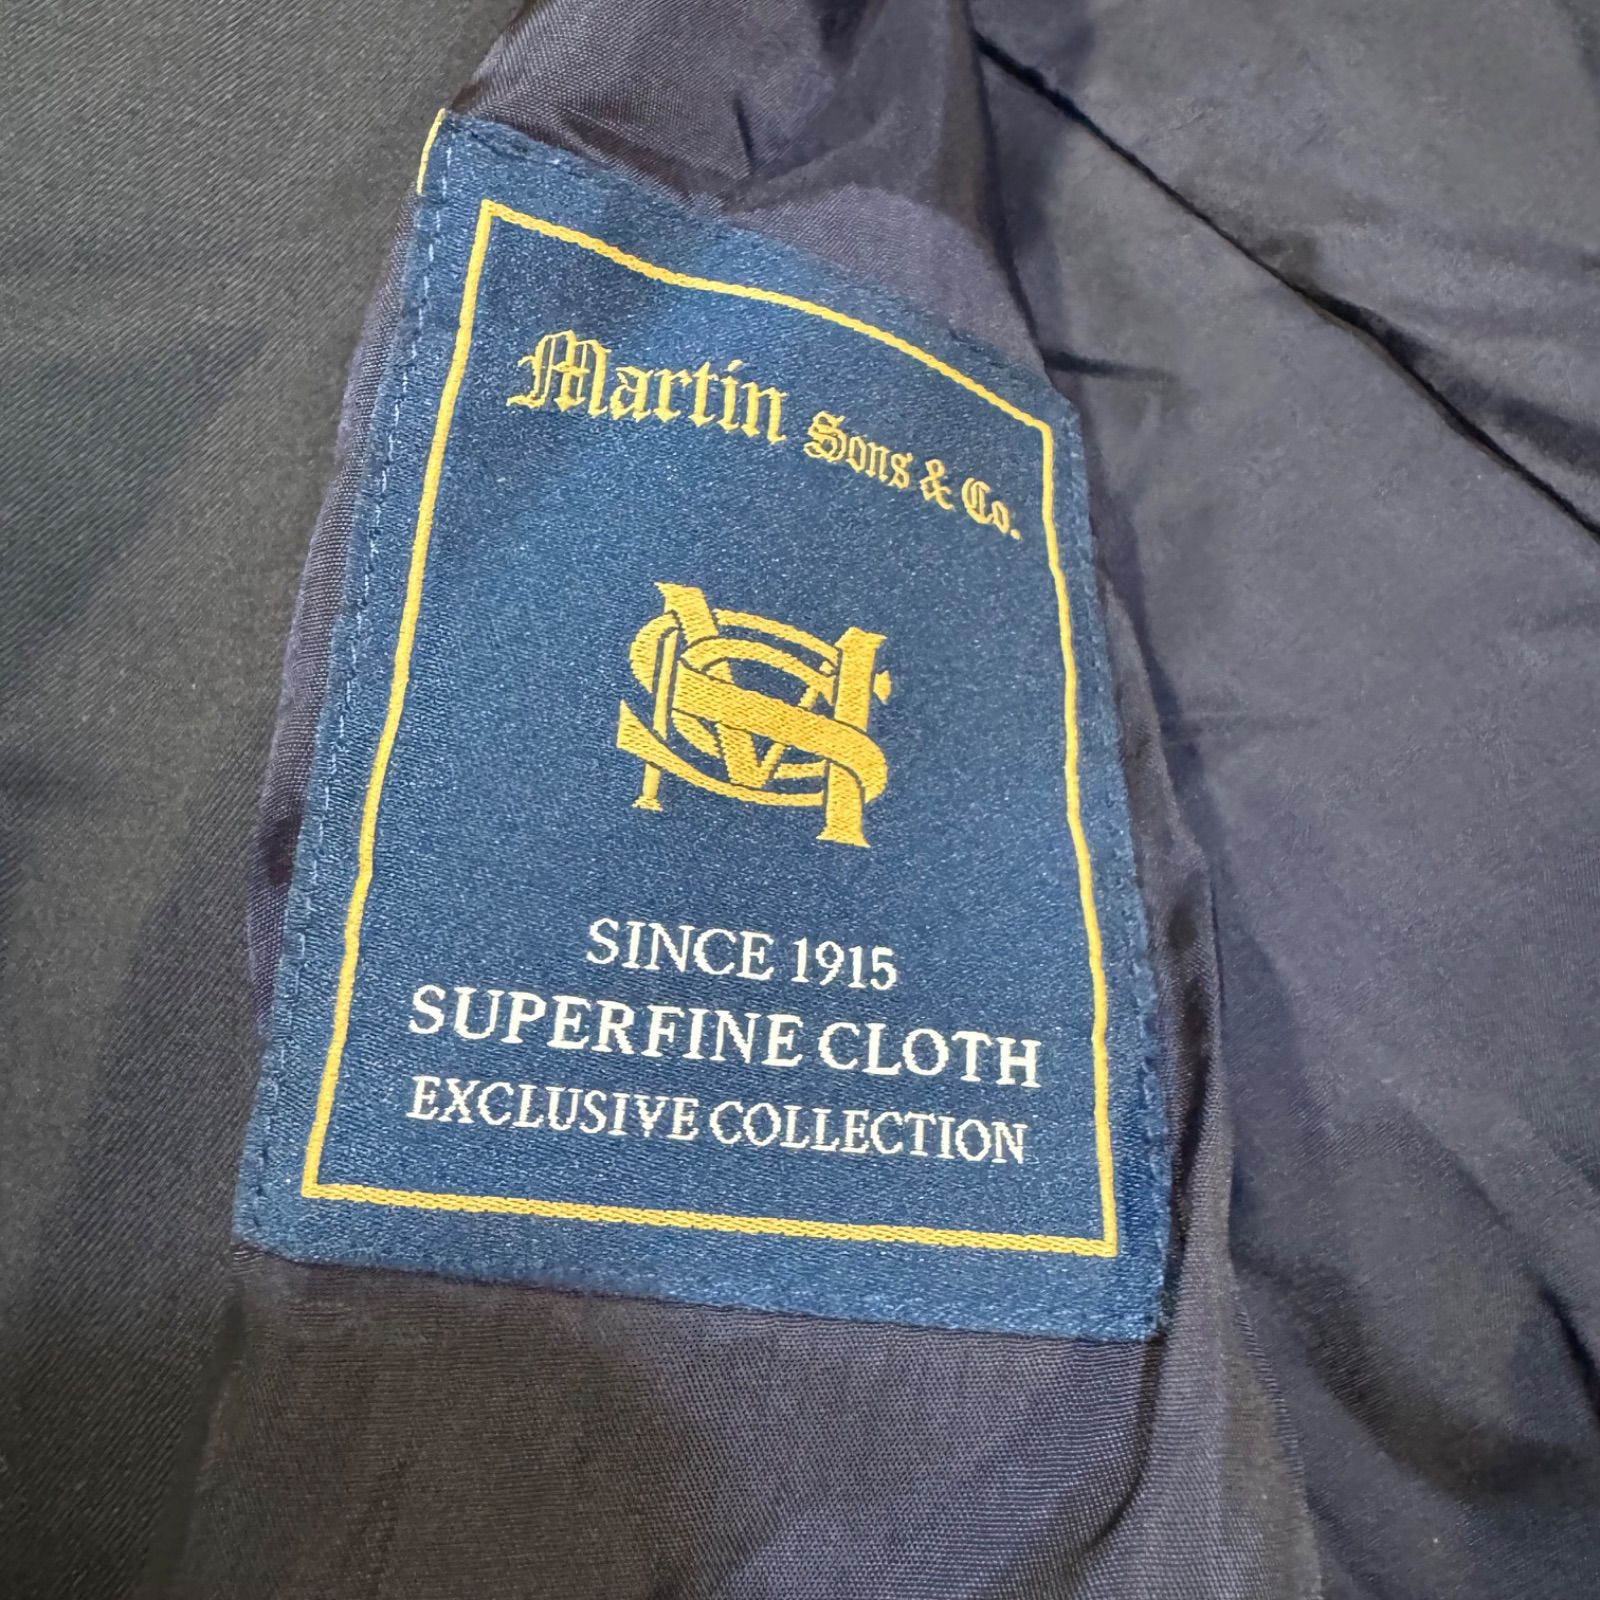 Martin Sons & Co.
SINCE 1915
SUPERFINE CLOTH
EXCLUSIVE COLLECTION